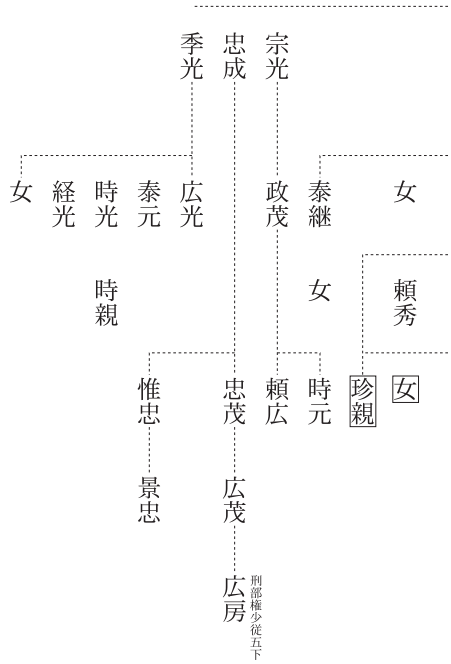 宗光
忠成
季光
女
泰継
政茂
広光
泰元
時光
経光
女
頼秀
女
時親
女
珍親
時元
頼広
忠茂
惟忠
広茂
景忠
広房
刑部権少従五下